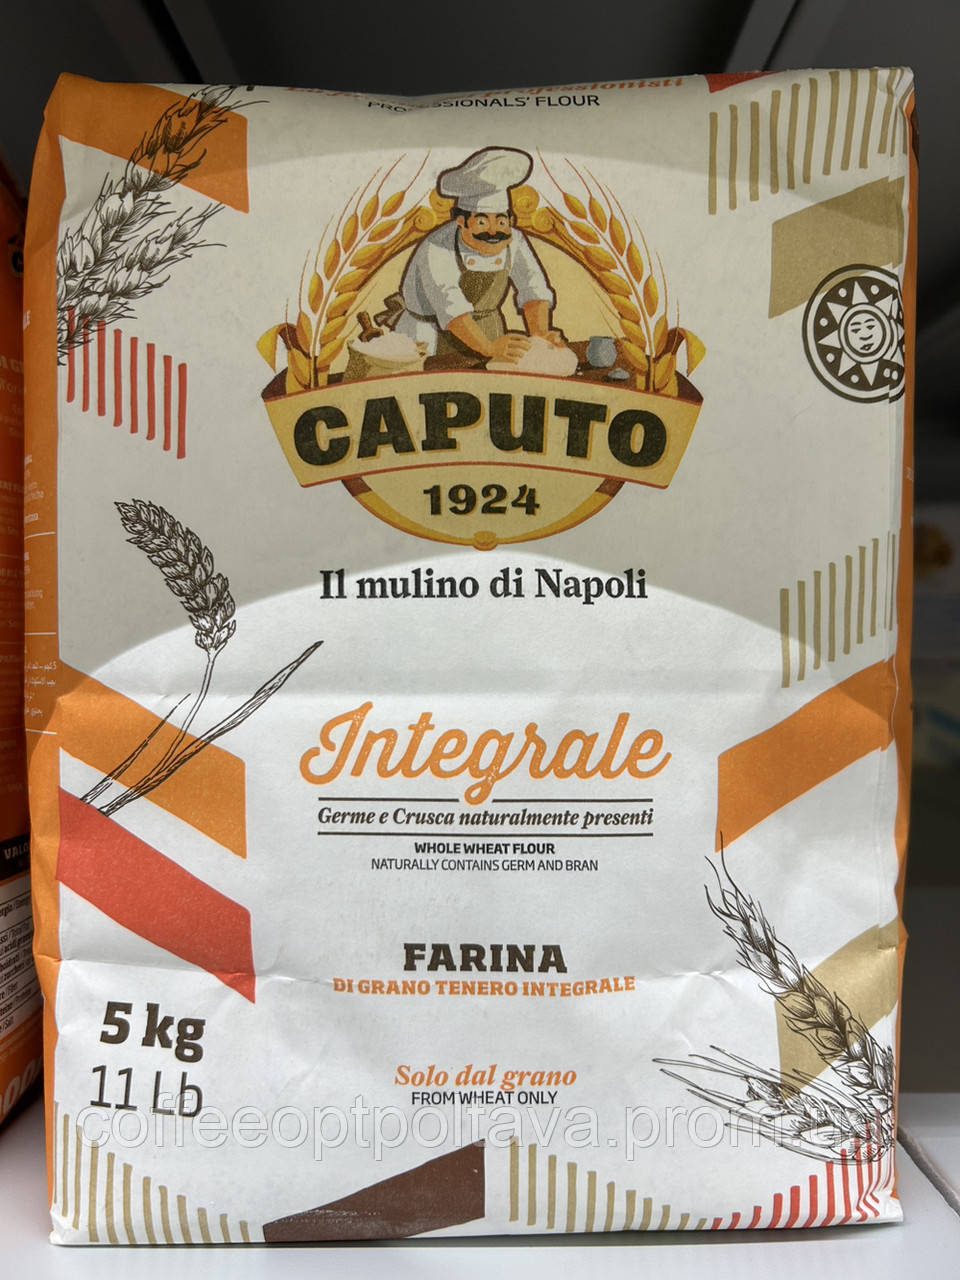 professionisti
PROFESSIONALS' FLOUR
CAPUTO
1924
Il mulino di Napoli
Integrale
Germe e Crusca naturalmente presenti
WHOLE WHEAT FLOUR
NATURALLY CONTAINS GERM AND BRAN
FARINA
DI GRANO TENERO INTEGRALE
5 kg
11 Lb
Solo dal grano
FROM WHEAT ONLY
coffeeoptpoltava.prom.ua